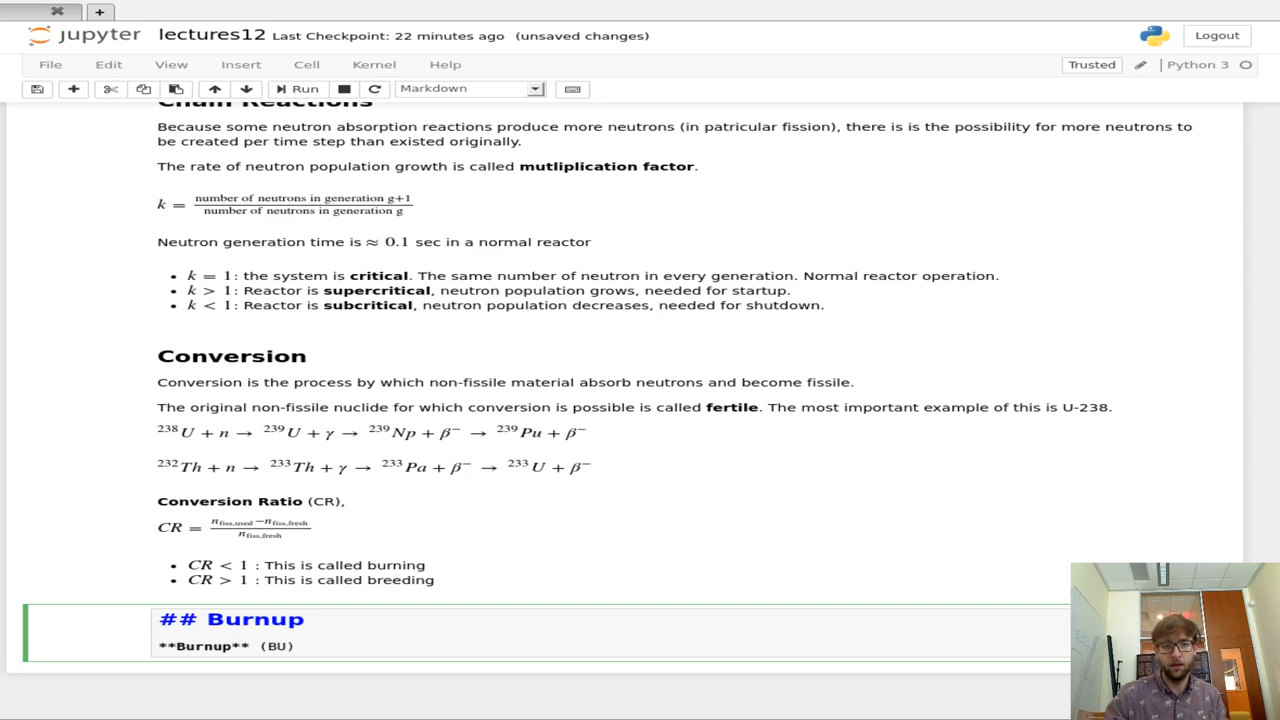 +
jupyter lectures12 Last Checkpoint: 22 minutes ago (unsaved changes)
Logout
File Edit View Insert Cell Kernel Help
Trusted Python 3
Run Markdown
Chain Reactions
Because some neutron absorption reactions produce more neutrons (in patricular fission), there is is the possibility for more neutrons to
be created per time step than existed originally.
The rate of neutron population growth is called mutliplication factor.
k = number of neutrons in generation g+1 / number of neutrons in generation g
Neutron generation time is ≈ 0.1 sec in a normal reactor
• k = 1: the system is critical. The same number of neutron in every generation. Normal reactor operation.
• k > 1: Reactor is supercritical, neutron population grows, needed for startup.
• k < 1: Reactor is subcritical, neutron population decreases, needed for shutdown.
Conversion
Conversion is the process by which non-fissile material absorb neutrons and become fissile.
The original non-fissile nuclide for which conversion is possible is called fertile. The most important example of this is U-238.
²³⁸U + n → ²³⁹U + γ → ²³⁹Np + β⁻ → ²³⁹Pu + β⁻
²³²Th + n → ²³³Th + γ → ²³³Pa + β⁻ → ²³³U + β⁻
Conversion Ratio (CR),
CR = n_fiss,used − n_fiss,fresh / n_fiss,fresh
• CR < 1 : This is called burning
• CR > 1 : This is called breeding
## Burnup
**Burnup** (BU)